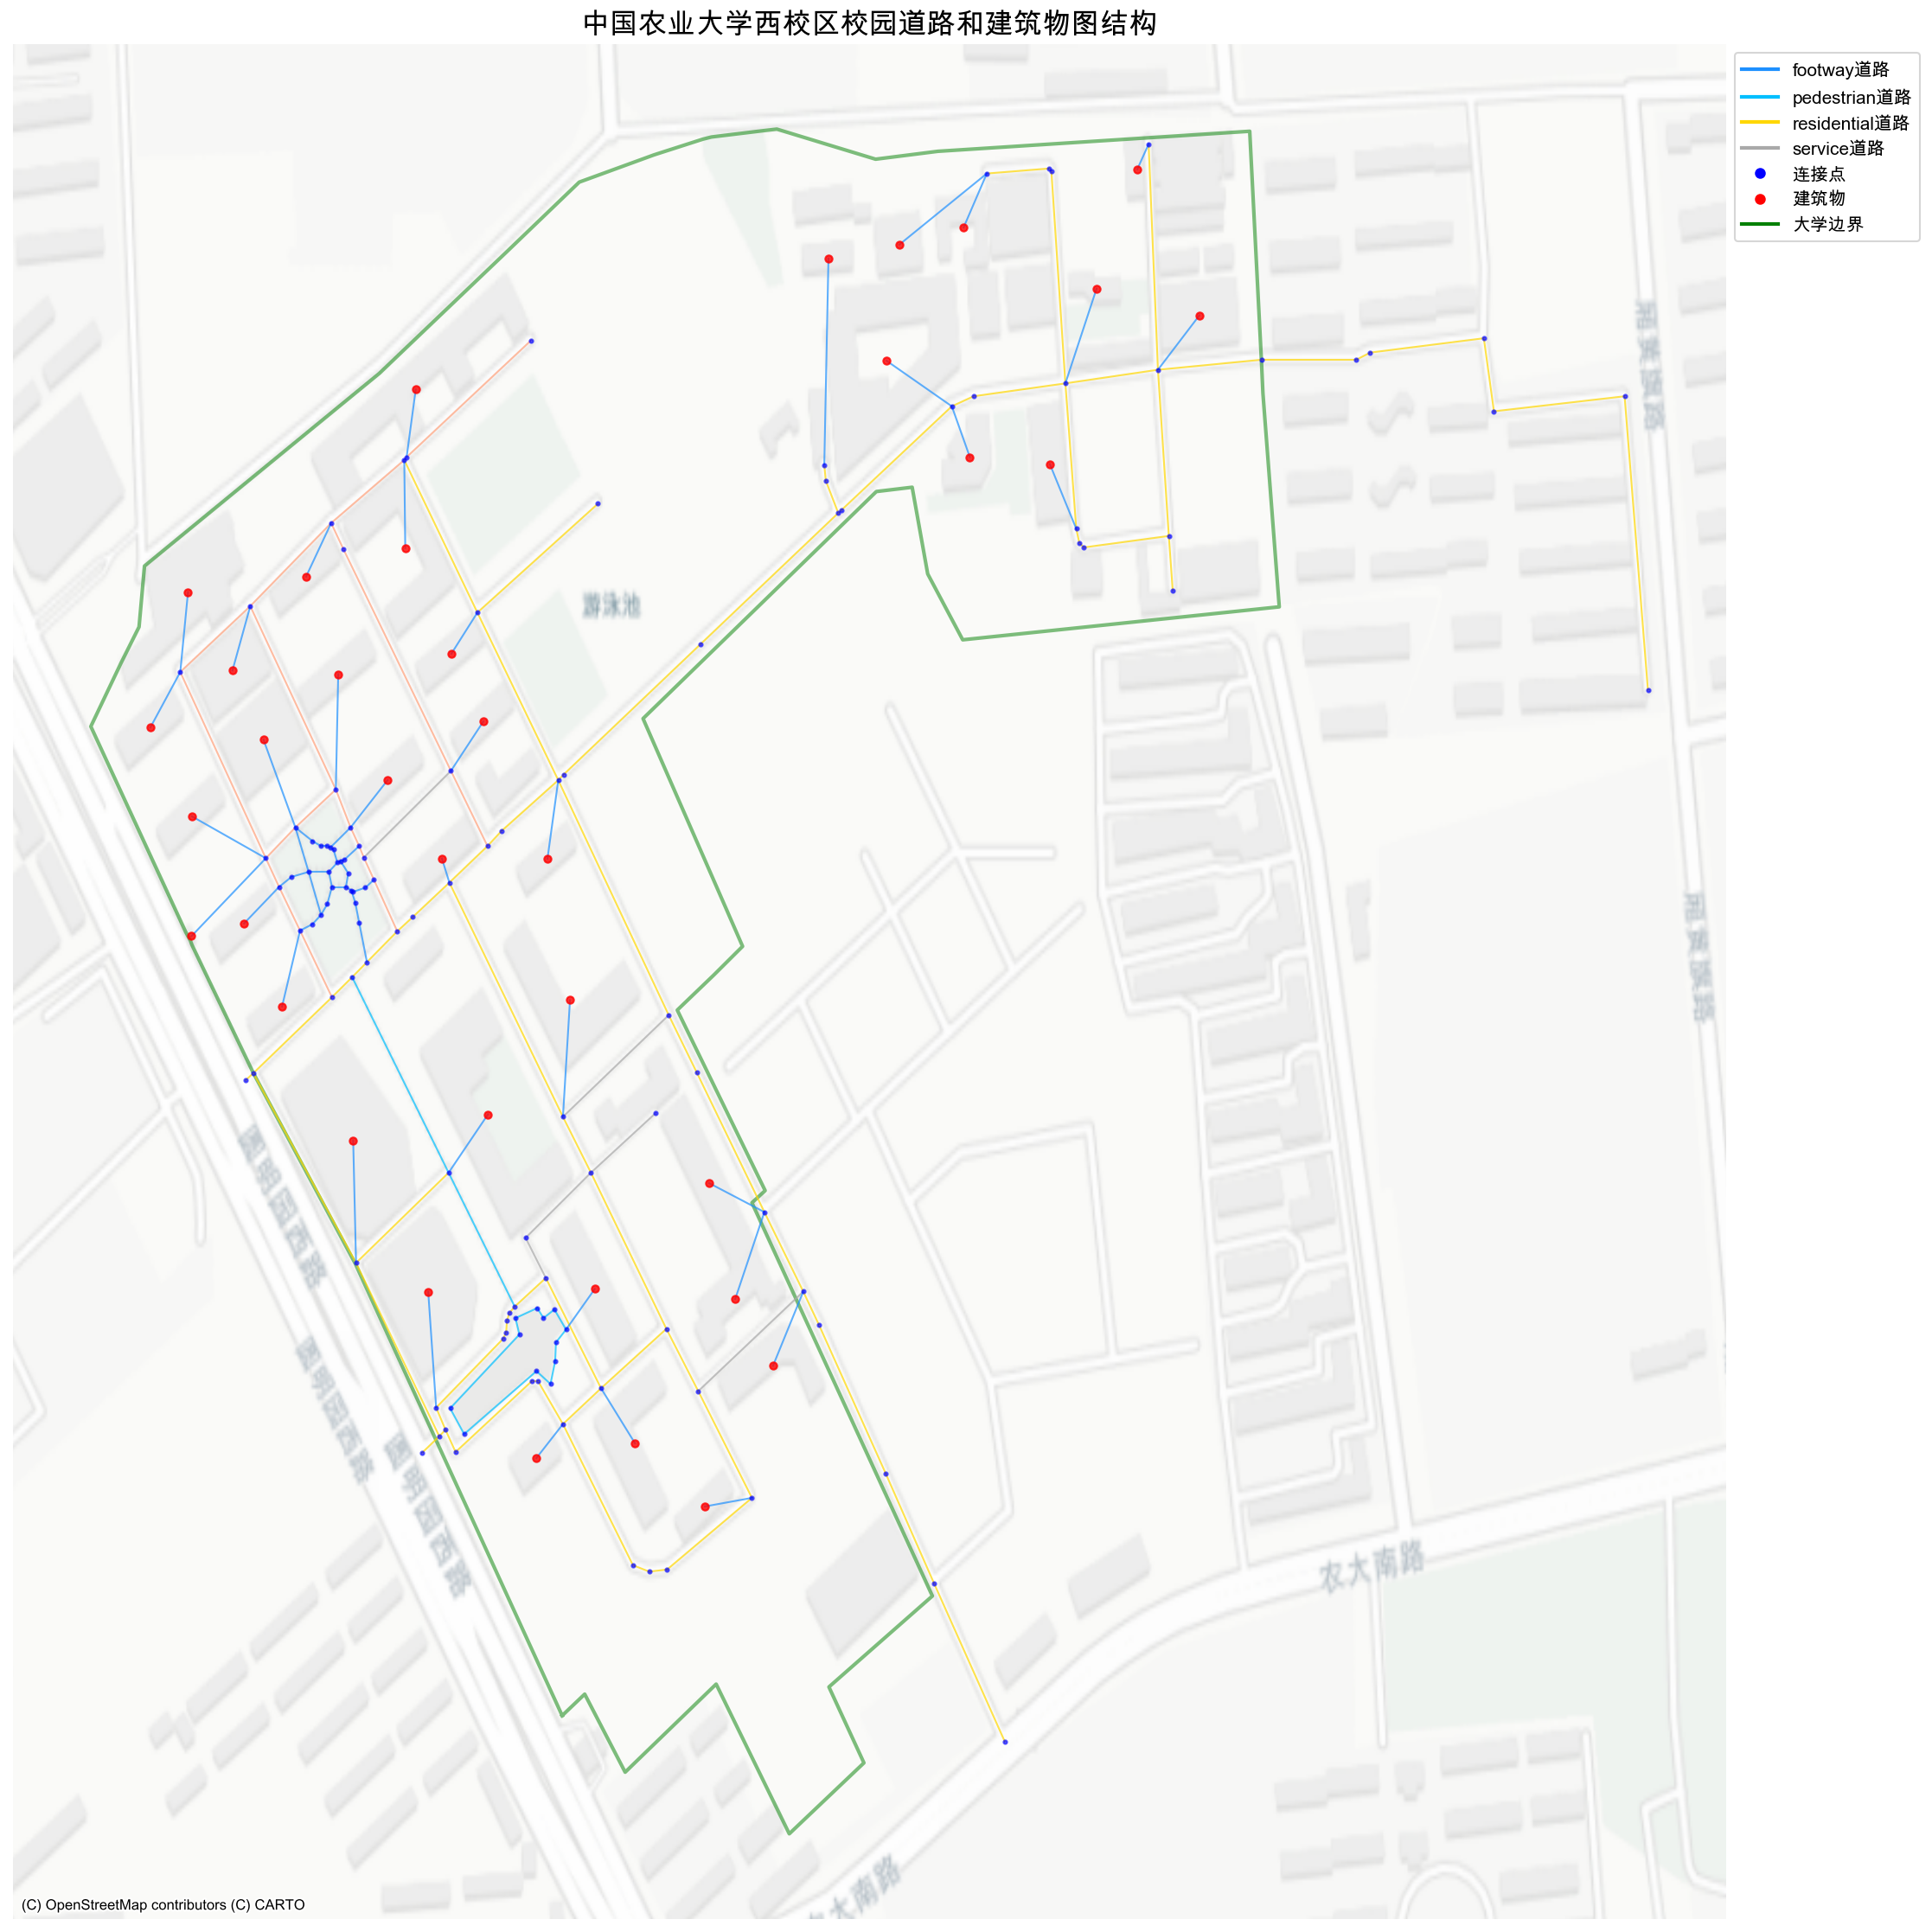 中国农业大学西校区校园道路和建筑物图结构
footway道路
pedestrian道路
residential道路
service道路
连接点
建筑物
大学边界
游泳池
圆明园西路
圆明园西路
圆明园西路
农大南路
农大南路
(C) OpenStreetMap contributors (C) CARTO